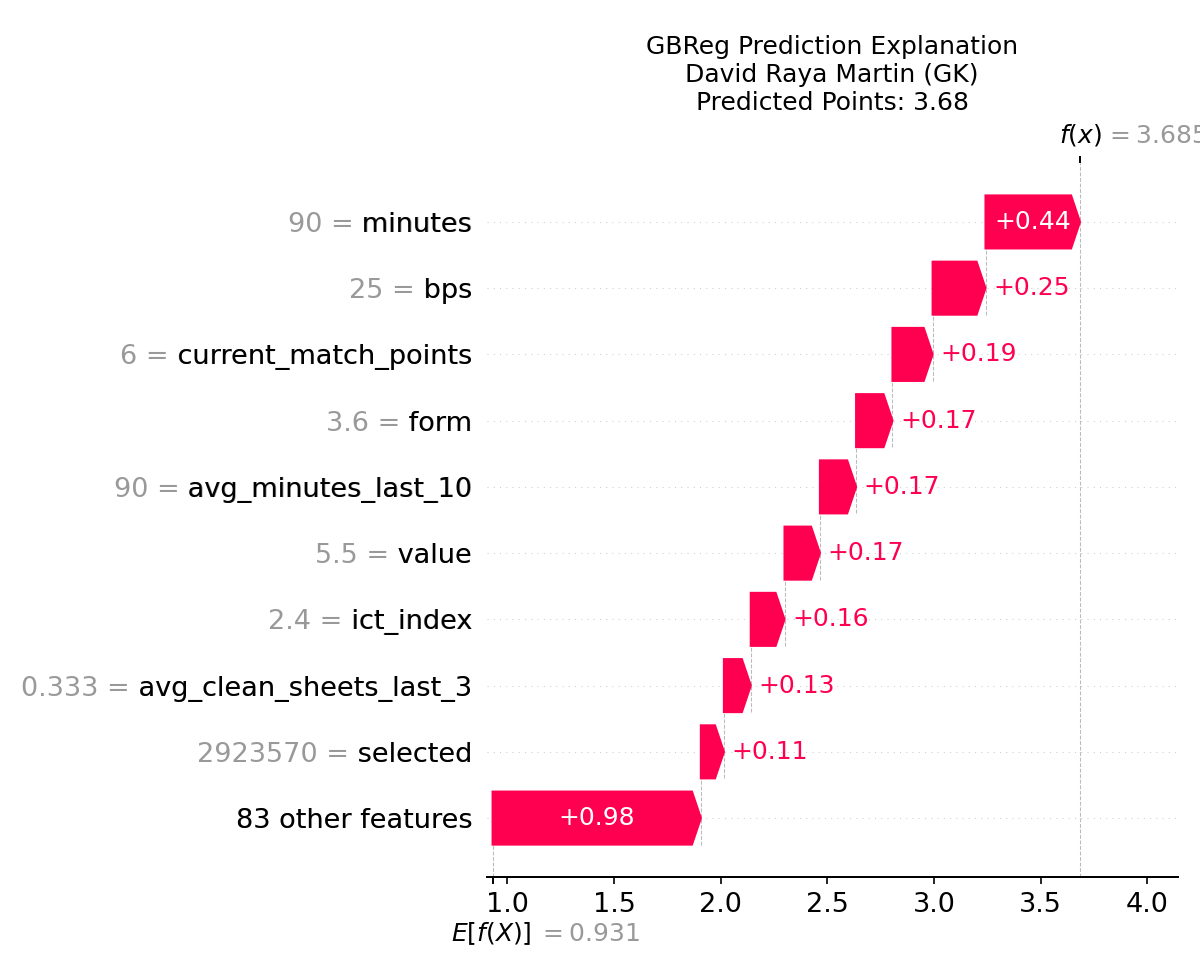 GBReg Prediction Explanation
David Raya Martin (GK)
Predicted Points: 3.68
f(x) = 3.685
90 = minutes
+0.44
25 = bps
+0.25
6 = current_match_points
+0.19
3.6 = form
+0.17
90 = avg_minutes_last_10
+0.17
5.5 = value
+0.17
2.4 = ict_index
+0.16
0.333 = avg_clean_sheets_last_3
+0.13
2923570 = selected
+0.11
83 other features
+0.98
1.0 1.5 2.0 2.5 3.0 3.5 4.0
E[f(X)] = 0.931